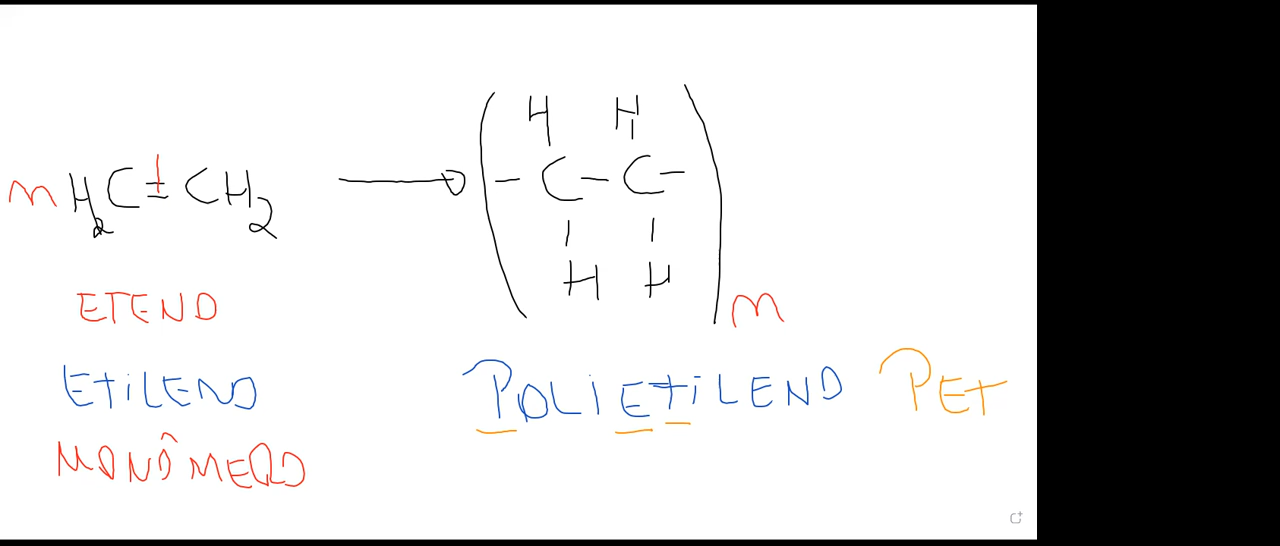 H H
n H2C = CH2 → ( - C - C - )n
H H
ETENO
ETILENO
POLIETILENO PET
MONÔMERO